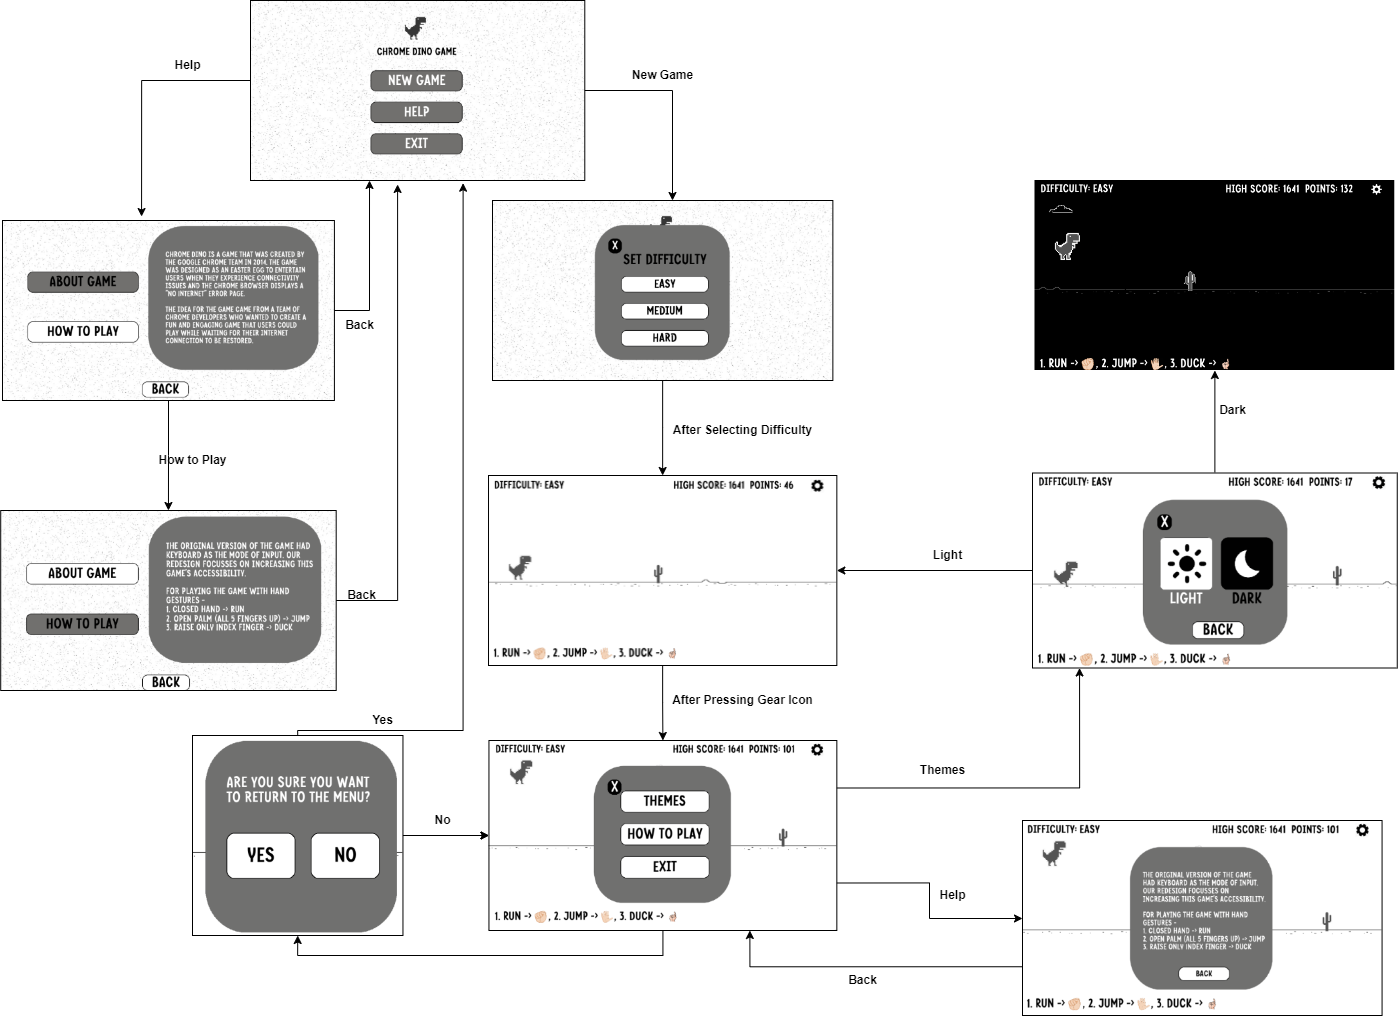 CHROME DINO GAME
NEW GAME
HELP
EXIT
Help
New Game
ABOUT GAME
HOW TO PLAY
CHROME DINO IS A GAME THAT WAS CREATED BY
THE GOOGLE CHROME TEAM IN 2014. THE GAME
WAS DESIGNED AS AN EASTER EGG TO ENTERTAIN
USERS WHEN THEY EXPERIENCE CONNECTIVITY
ISSUES AND THE CHROME BROWSER DISPLAYS A
"NO INTERNET" ERROR PAGE.
THE IDEA FOR THE GAME CAME FROM A TEAM OF
CHROME DEVELOPERS WHO WANTED TO CREATE A
FUN AND ENGAGING GAME THAT USERS COULD
PLAY WHILE WAITING FOR THEIR INTERNET
CONNECTION TO BE RESTORED.
BACK
Back
X
SET DIFFICULTY
EASY
MEDIUM
HARD
DIFFICULTY: EASY
HIGH SCORE: 1641 POINTS: 132
1. RUN -> , 2. JUMP -> , 3. DUCK ->
Dark
After Selecting Difficulty
How to Play
ABOUT GAME
HOW TO PLAY
THE ORIGINAL VERSION OF THE GAME HAD
KEYBOARD AS THE MODE OF INPUT. OUR
REDESIGN FOCUSSES ON INCREASING THIS
GAME'S ACCESSIBILITY.
FOR PLAYING THE GAME WITH HAND
GESTURES -
1. CLOSED HAND -> RUN
2. OPEN PALM (ALL 5 FINGERS UP) -> JUMP
3. RAISE ONLY INDEX FINGER -> DUCK
BACK
Back
DIFFICULTY: EASY
HIGH SCORE: 1641 POINTS: 46
1. RUN -> , 2. JUMP -> , 3. DUCK ->
Light
DIFFICULTY: EASY
HIGH SCORE: 1641 POINTS: 17
X
LIGHT
DARK
BACK
1. RUN -> , 2. JUMP -> , 3. DUCK ->
After Pressing Gear Icon
Yes
ARE YOU SURE YOU WANT
TO RETURN TO THE MENU?
YES
NO
No
DIFFICULTY: EASY
HIGH SCORE: 1641 POINTS: 101
X
THEMES
HOW TO PLAY
EXIT
1. RUN -> , 2. JUMP -> , 3. DUCK ->
Themes
Help
Back
DIFFICULTY: EASY
HIGH SCORE: 1641 POINTS: 101
THE ORIGINAL VERSION OF THE GAME
HAD KEYBOARD AS THE MODE OF INPUT.
OUR REDESIGN FOCUSSES ON
INCREASING THIS GAME'S ACCESSIBILITY.
FOR PLAYING THE GAME WITH HAND
GESTURES -
1. CLOSED HAND -> RUN
2. OPEN PALM (ALL 5 FINGERS UP) -> JUMP
3. RAISE ONLY INDEX FINGER -> DUCK
BACK
1. RUN -> , 2. JUMP -> , 3. DUCK ->